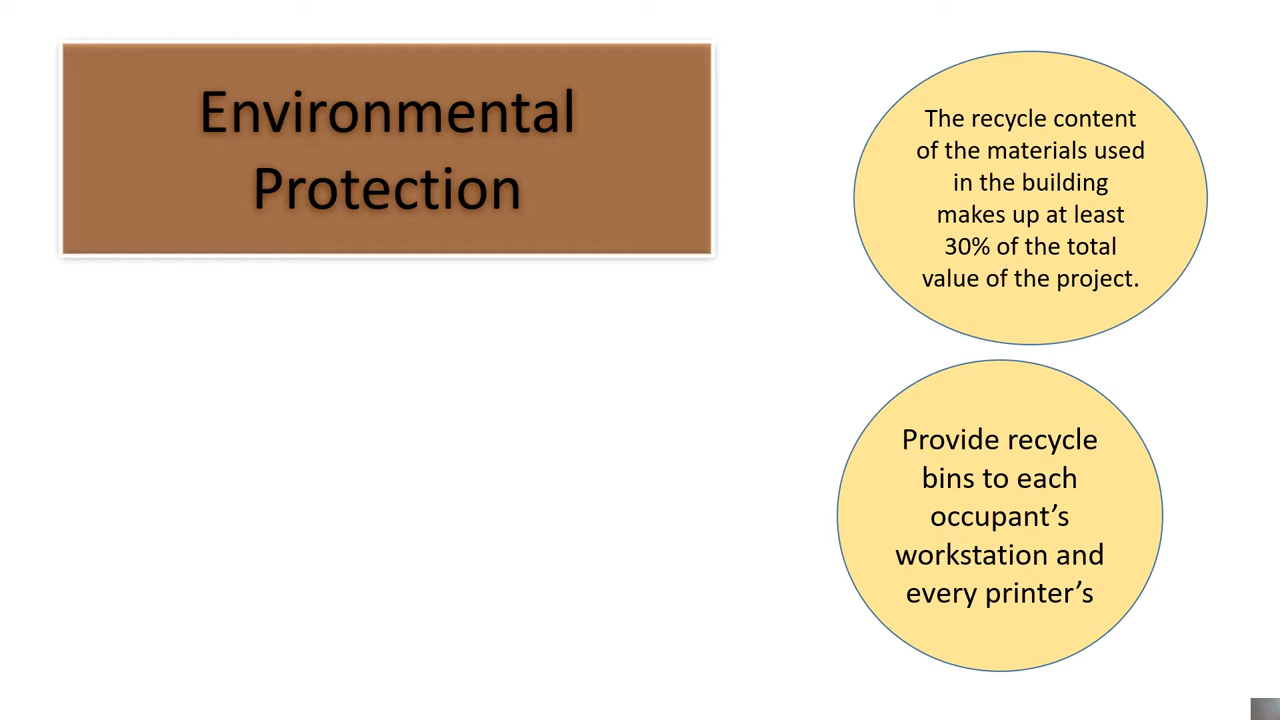 Environmental
Protection
The recycle content
of the materials used
in the building
makes up at least
30% of the total
value of the project.
Provide recycle
bins to each
occupant’s
workstation and
every printer’s